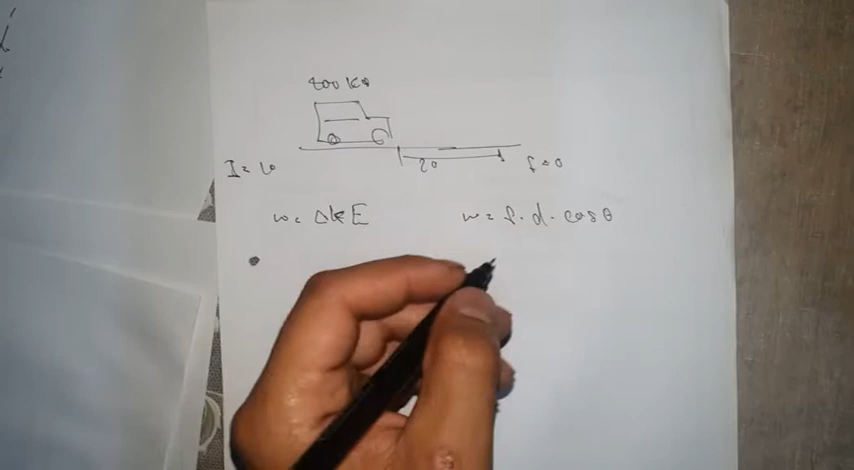 400 kg
I = 10
20
f = 0
w = ΔkE
w = f · d · cos θ